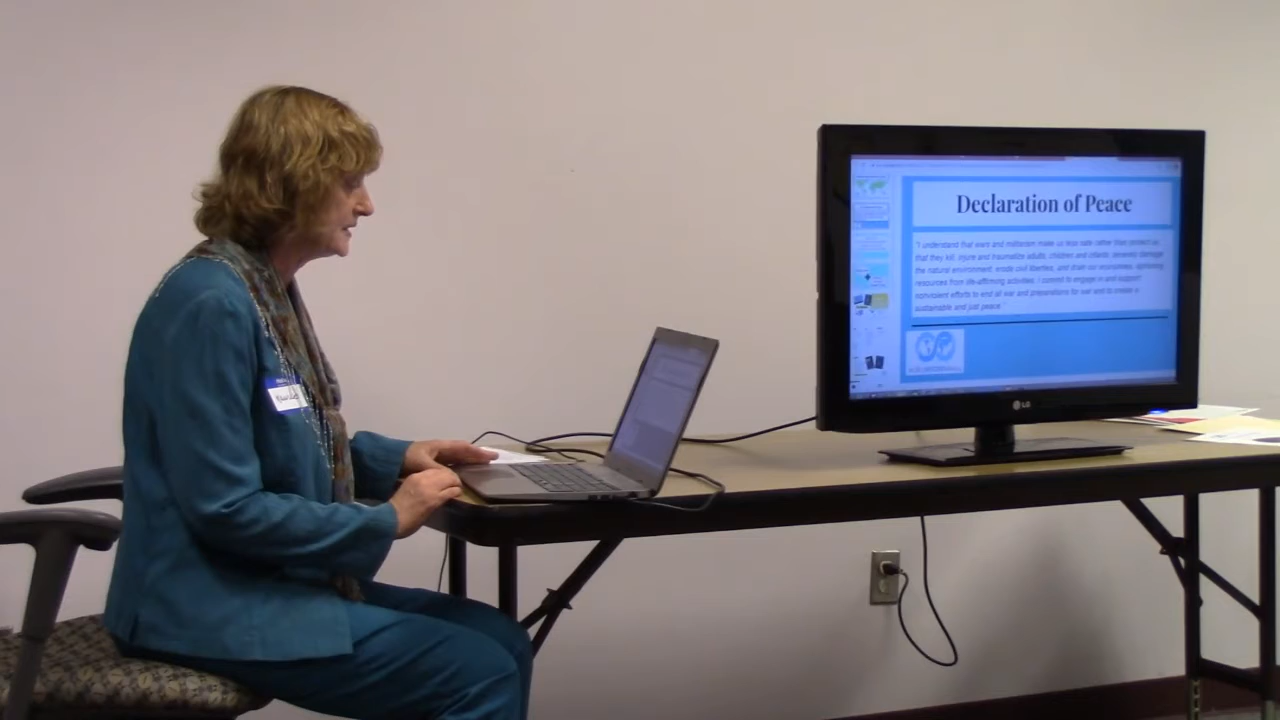 Declaration of Peace
"I understand that wars and militarism make us less safe rather than protect us,
that they kill, injure and traumatize adults, children and infants, severely damage
the natural environment, erode civil liberties, and drain our economies, siphoning
resources from life-affirming activities. I commit to engage in and support
nonviolent efforts to end all war and preparations for war and to create a
sustainable and just peace."
LG